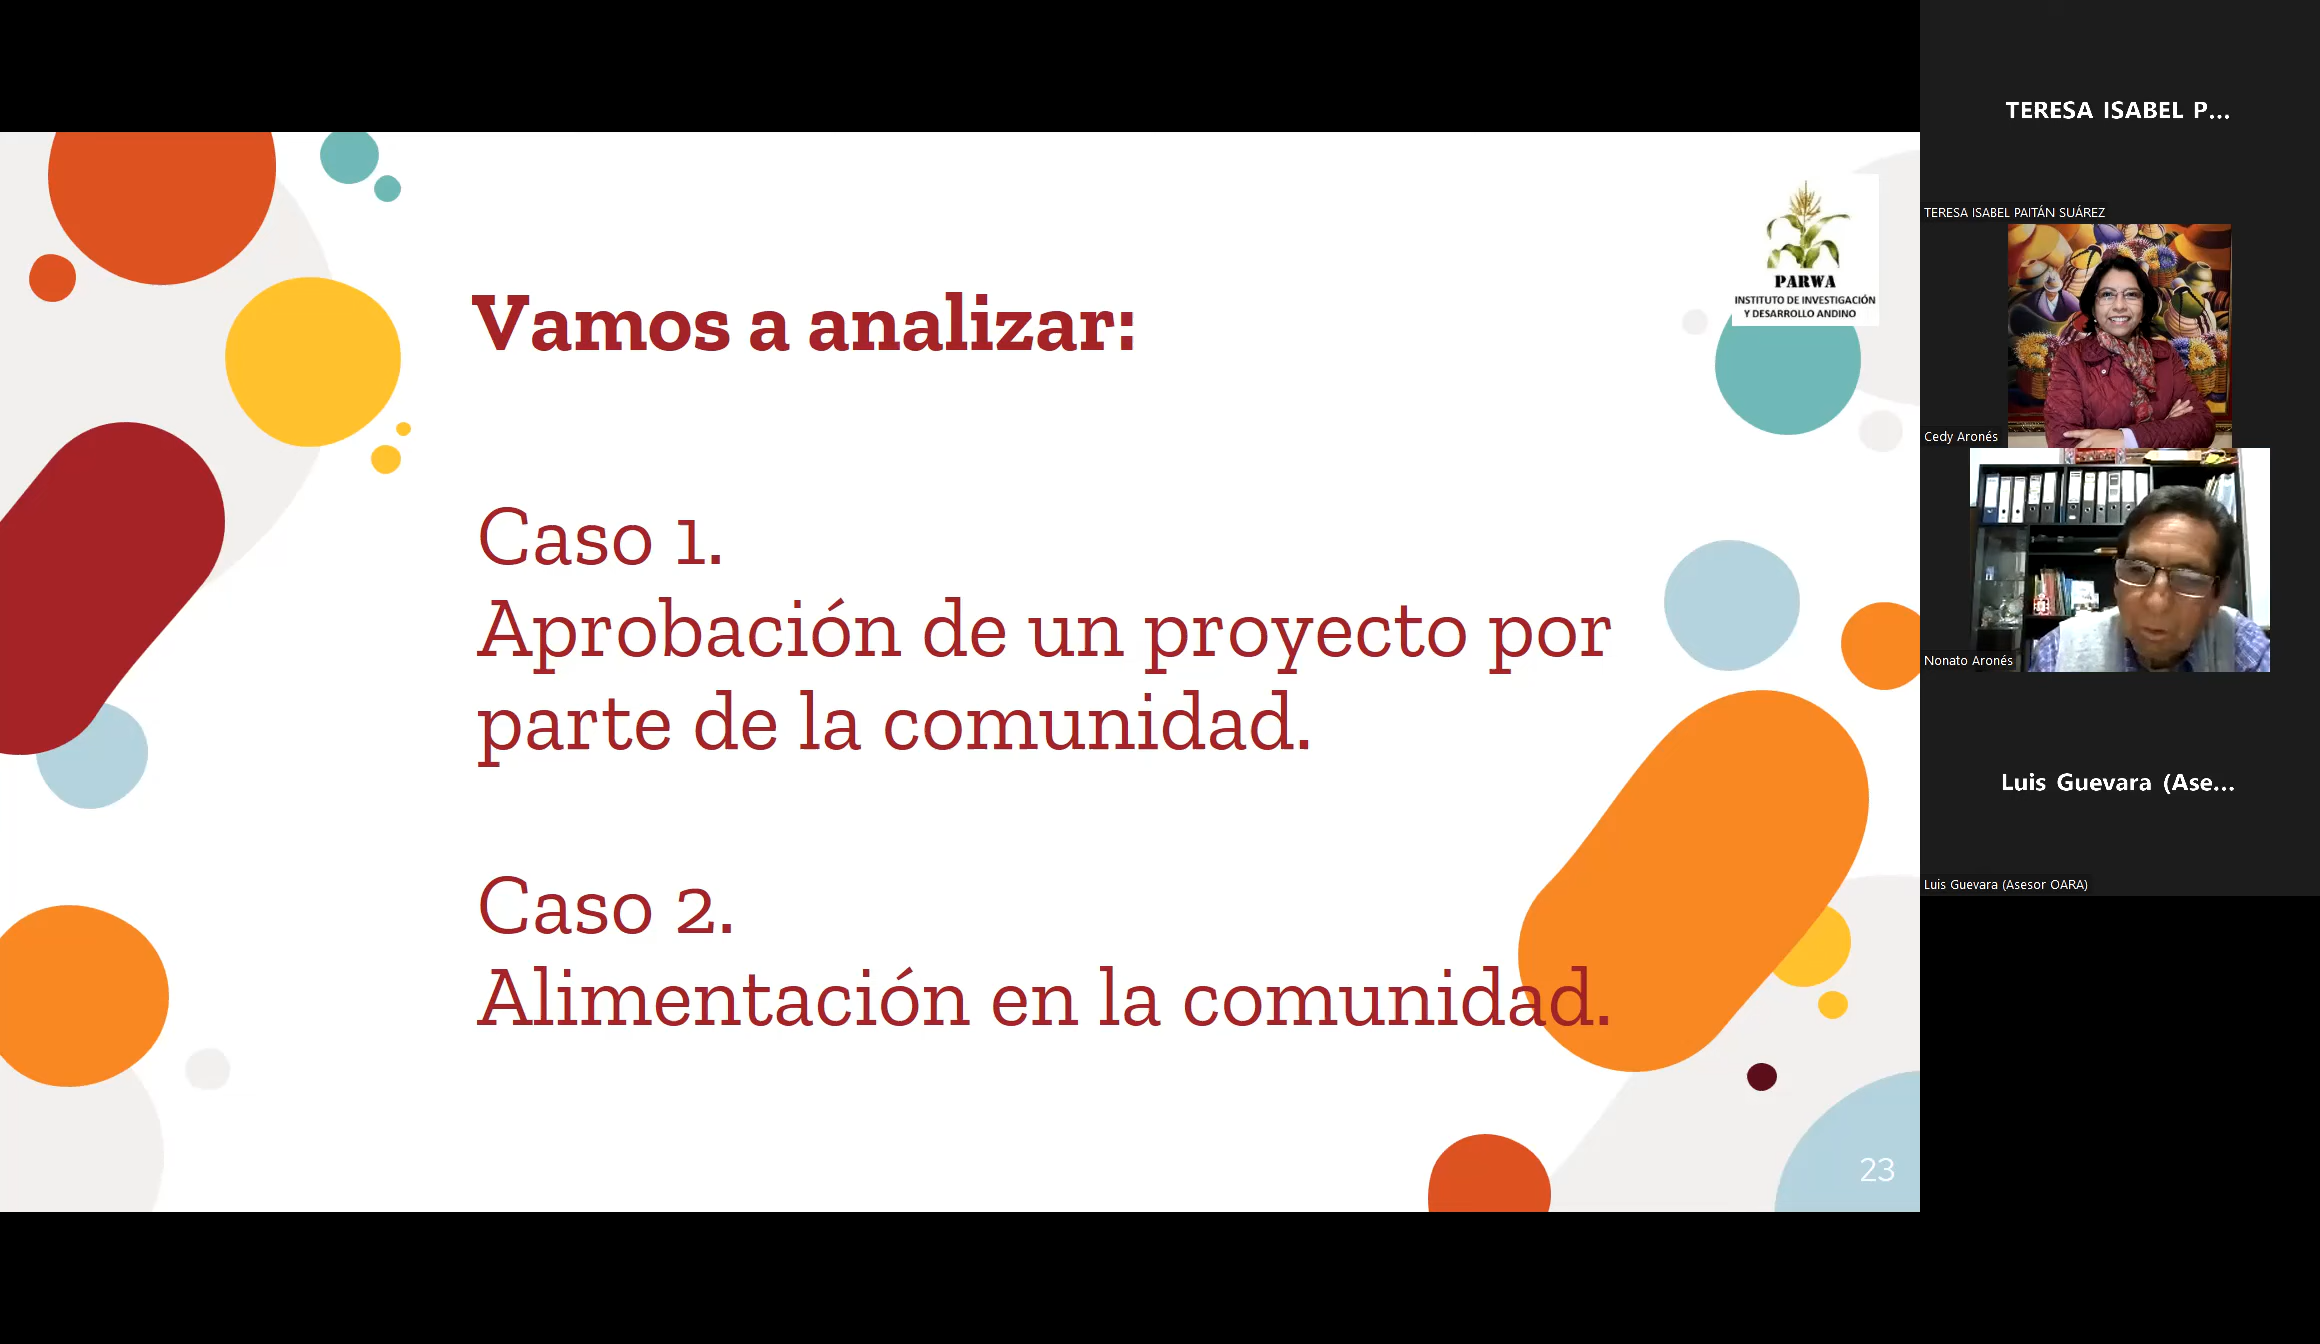 Vamos a analizar:
Caso 1.
Aprobación de un proyecto por
parte de la comunidad.
Caso 2.
Alimentación en la comunidad.
PARWA
INSTITUTO DE INVESTIGACIÓN
Y DESARROLLO ANDINO
23
TERESA ISABEL P...
TERESA ISABEL PAITÁN SUÁREZ
Cedy Aronés
Nonato Aronés
Luis Guevara (Ase...
Luis Guevara (Asesor OARA)